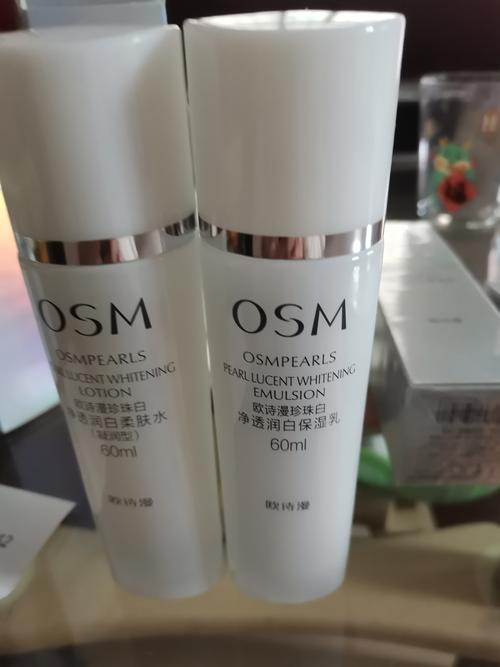 OSM
OSMPEARLS
LUCENT WHITENING
LOTION
欧诗漫珍珠白
净透润白柔肤水
(凝润型)
60ml
欧诗漫
OSM
OSMPEARLS
PEARL LUCENT WHITENING
EMULSION
欧诗漫珍珠白
净透润白保湿乳
60ml
欧诗漫